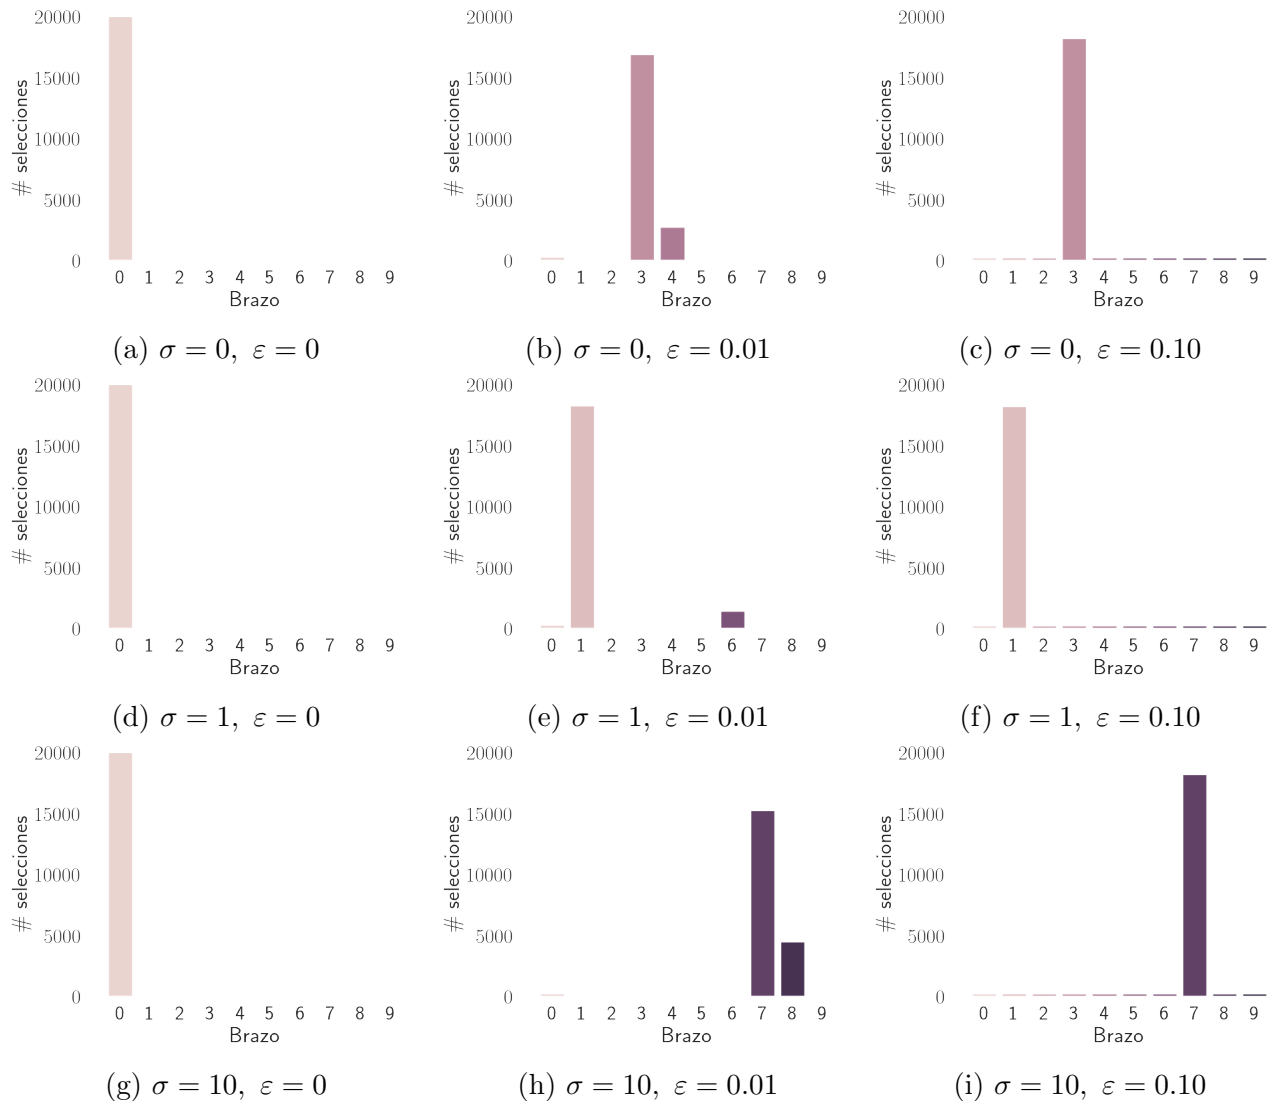 20000 20000 20000
15000 15000 15000
# selecciones # selecciones # selecciones
10000 10000 10000
5000 5000 5000
0 0 0
0 1 2 3 4 5 6 7 8 9 0 1 2 3 4 5 6 7 8 9 0 1 2 3 4 5 6 7 8 9
Brazo Brazo Brazo
(a) σ = 0, ε = 0 (b) σ = 0, ε = 0.01 (c) σ = 0, ε = 0.10
20000 20000 20000
15000 15000 15000
# selecciones # selecciones # selecciones
10000 10000 10000
5000 5000 5000
0 0 0
0 1 2 3 4 5 6 7 8 9 0 1 2 3 4 5 6 7 8 9 0 1 2 3 4 5 6 7 8 9
Brazo Brazo Brazo
(d) σ = 1, ε = 0 (e) σ = 1, ε = 0.01 (f) σ = 1, ε = 0.10
20000 20000 20000
15000 15000 15000
# selecciones # selecciones # selecciones
10000 10000 10000
5000 5000 5000
0 0 0
0 1 2 3 4 5 6 7 8 9 0 1 2 3 4 5 6 7 8 9 0 1 2 3 4 5 6 7 8 9
Brazo Brazo Brazo
(g) σ = 10, ε = 0 (h) σ = 10, ε = 0.01 (i) σ = 10, ε = 0.10